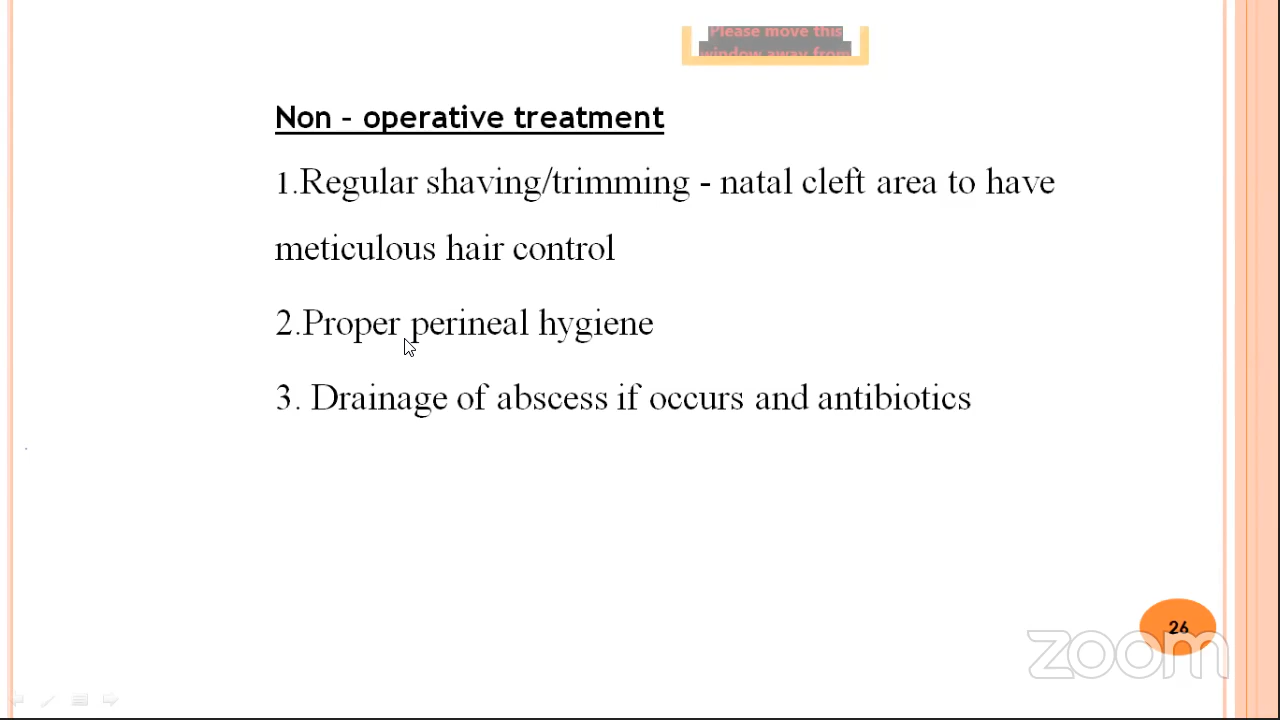 Please move this
window away from
Non - operative treatment
1.Regular shaving/trimming - natal cleft area to have
meticulous hair control
2.Proper perineal hygiene
3. Drainage of abscess if occurs and antibiotics
26
zoom